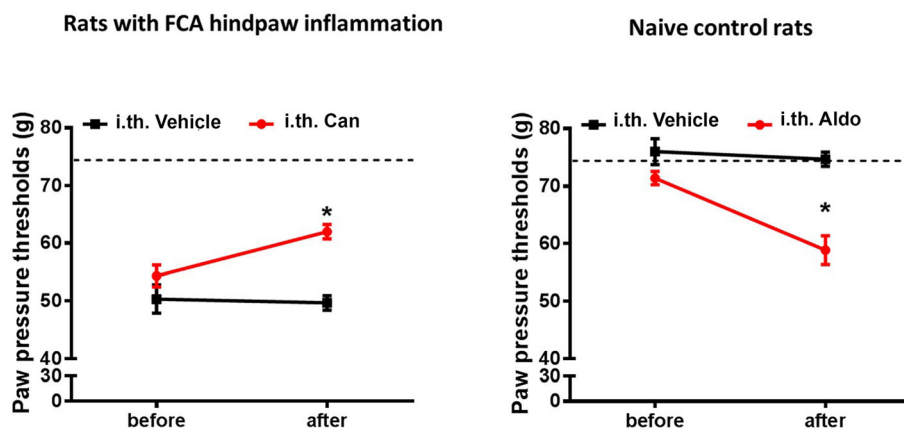 Rats with FCA hindpaw inflammation
i.th. Vehicle i.th. Can
Paw pressure thresholds (g)
80
70
60
50
40
30
0
*
before after
Naive control rats
i.th. Vehicle i.th. Aldo
Paw pressure thresholds (g)
80
70
60
50
40
30
0
*
before after